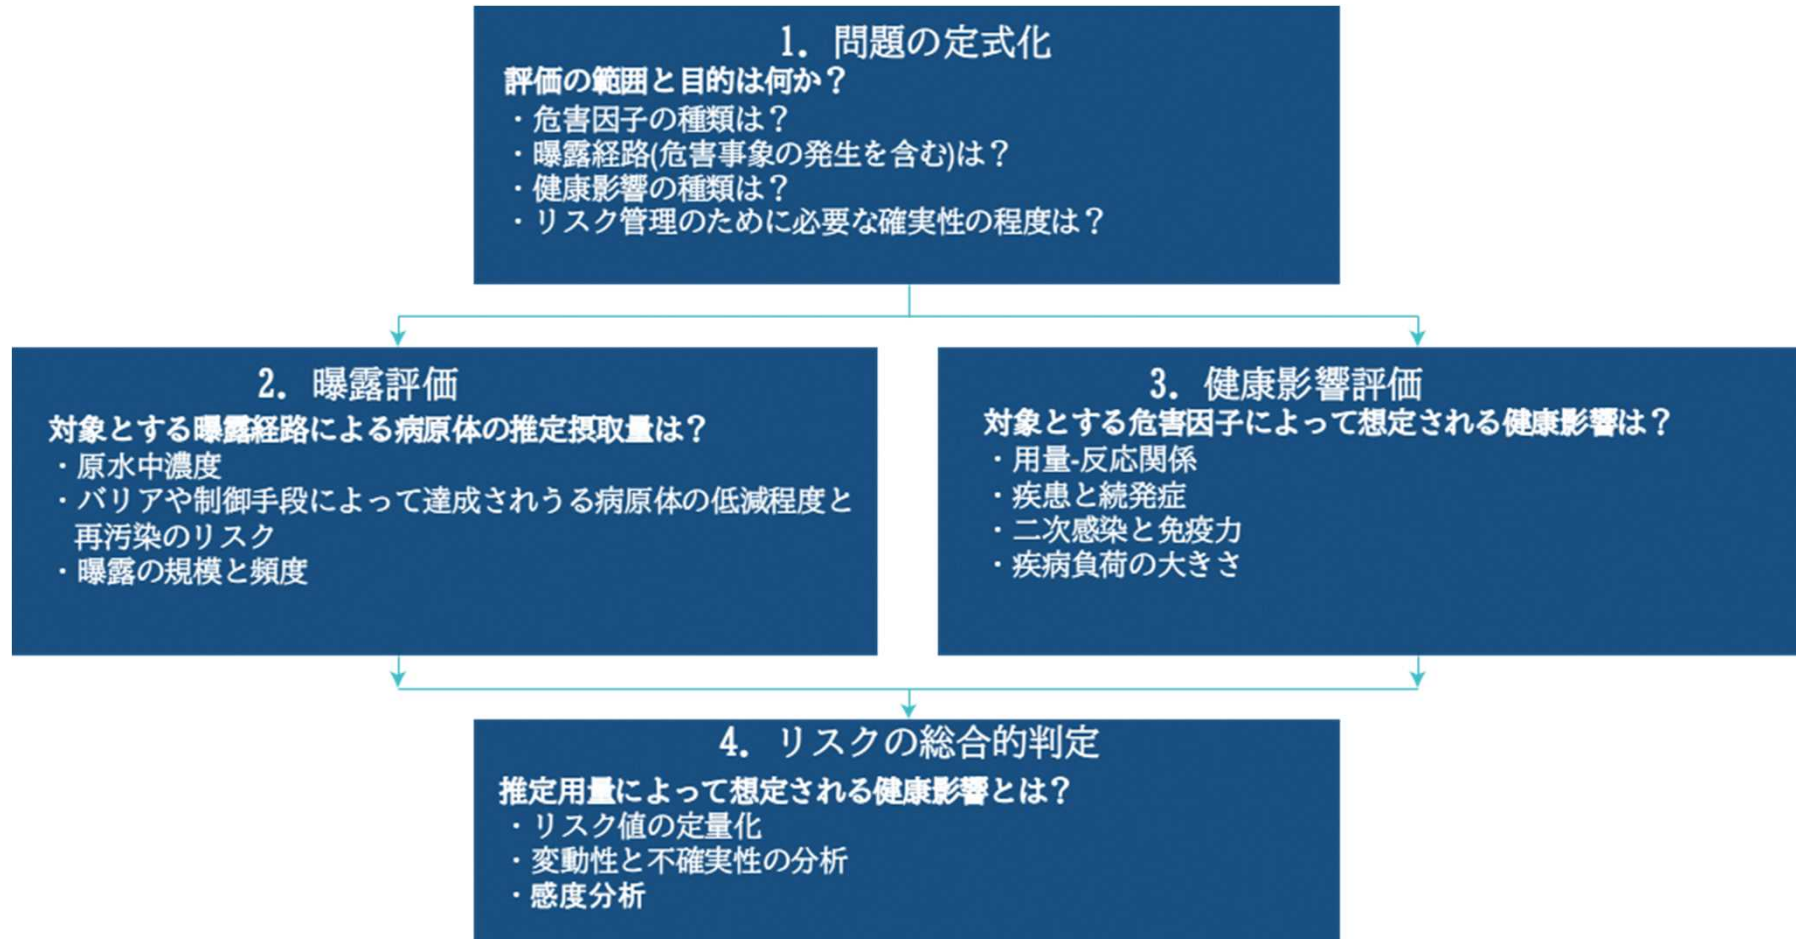 1. 問題の定式化
評価の範囲と目的は何か？
・危害因子の種類は？
・曝露経路(危害事象の発生を含む)は？
・健康影響の種類は？
・リスク管理のために必要な確実性の程度は？
2. 曝露評価
対象とする曝露経路による病原体の推定摂取量は？
・原水中濃度
・バリアや制御手段によって達成されうる病原体の低減程度と
再汚染のリスク
・曝露の規模と頻度
3. 健康影響評価
対象とする危害因子によって想定される健康影響は？
・用量-反応関係
・疾患と続発症
・二次感染と免疫力
・疾病負荷の大きさ
4. リスクの総合的判定
推定用量によって想定される健康影響とは？
・リスク値の定量化
・変動性と不確実性の分析
・感度分析